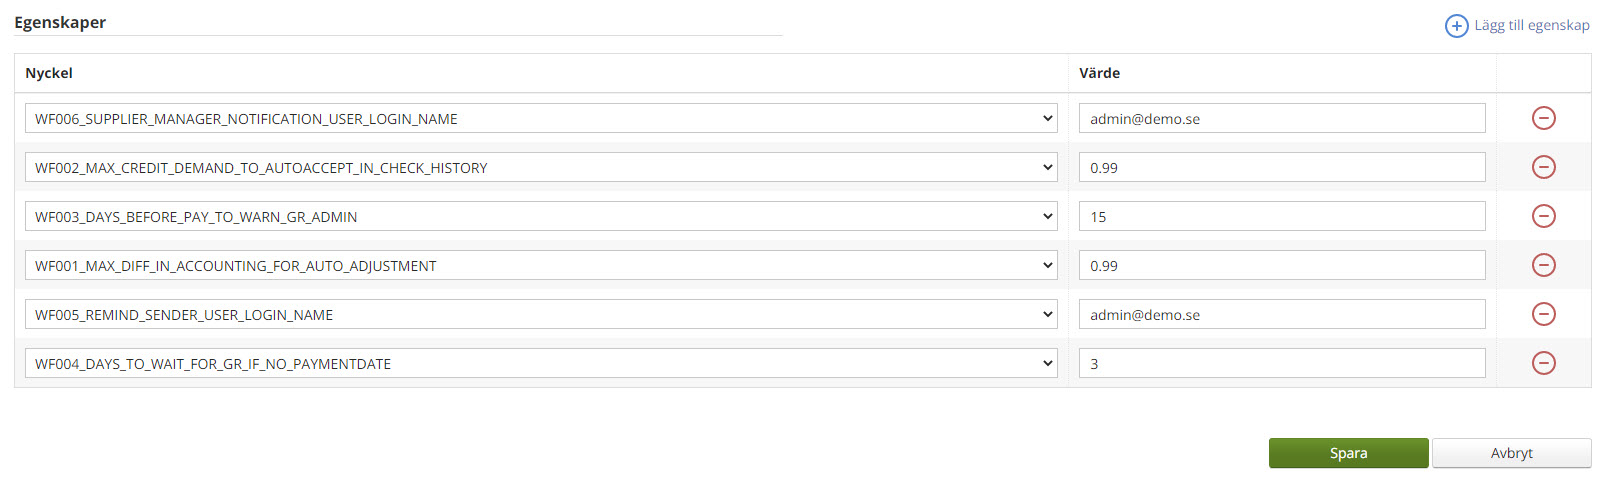 Egenskaper
Lägg till egenskap
Nyckel Värde
WF006_SUPPLIER_MANAGER_NOTIFICATION_USER_LOGIN_NAME admin@demo.se
WF002_MAX_CREDIT_DEMAND_TO_AUTOACCEPT_IN_CHECK_HISTORY 0.99
WF003_DAYS_BEFORE_PAY_TO_WARN_GR_ADMIN 15
WF001_MAX_DIFF_IN_ACCOUNTING_FOR_AUTO_ADJUSTMENT 0.99
WF005_REMIND_SENDER_USER_LOGIN_NAME admin@demo.se
WF004_DAYS_TO_WAIT_FOR_GR_IF_NO_PAYMENTDATE 3
Spara Avbryt